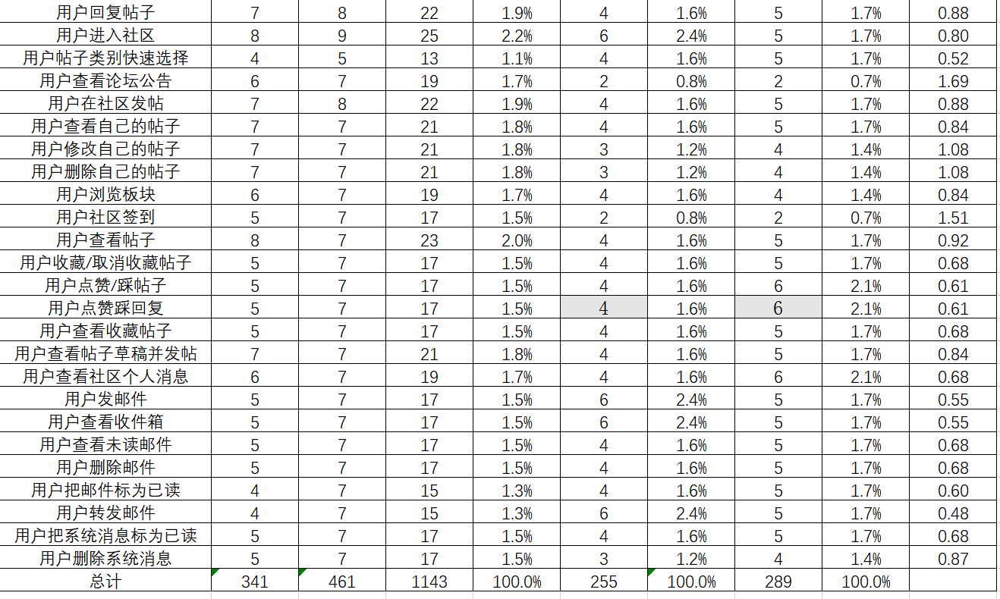 用户回复帖子 7 8 22 1.9% 4 1.6% 5 1.7% 0.88
用户进入社区 8 9 25 2.2% 6 2.4% 5 1.7% 0.80
用户帖子类别快速选择 4 5 13 1.1% 4 1.6% 5 1.7% 0.52
用户查看论坛公告 6 7 19 1.7% 2 0.8% 2 0.7% 1.69
用户在社区发帖 7 8 22 1.9% 4 1.6% 5 1.7% 0.88
用户查看自己的帖子 7 7 21 1.8% 4 1.6% 5 1.7% 0.84
用户修改自己的帖子 7 7 21 1.8% 3 1.2% 4 1.4% 1.08
用户删除自己的帖子 7 7 21 1.8% 3 1.2% 4 1.4% 1.08
用户浏览板块 6 7 19 1.7% 4 1.6% 4 1.4% 0.84
用户社区签到 5 7 17 1.5% 2 0.8% 2 0.7% 1.51
用户查看帖子 8 7 23 2.0% 4 1.6% 5 1.7% 0.92
用户收藏/取消收藏帖子 5 7 17 1.5% 4 1.6% 5 1.7% 0.68
用户点赞/踩帖子 5 7 17 1.5% 4 1.6% 6 2.1% 0.61
用户点赞踩回复 5 7 17 1.5% 4 1.6% 6 2.1% 0.61
用户查看收藏帖子 5 7 17 1.5% 4 1.6% 5 1.7% 0.68
用户查看帖子草稿并发帖 7 7 21 1.8% 4 1.6% 5 1.7% 0.84
用户查看社区个人消息 6 7 19 1.7% 4 1.6% 6 2.1% 0.68
用户发邮件 5 7 17 1.5% 6 2.4% 5 1.7% 0.55
用户查看收件箱 5 7 17 1.5% 6 2.4% 5 1.7% 0.55
用户查看未读邮件 5 7 17 1.5% 4 1.6% 5 1.7% 0.68
用户删除邮件 5 7 17 1.5% 4 1.6% 5 1.7% 0.68
用户把邮件标为已读 4 7 15 1.3% 4 1.6% 5 1.7% 0.60
用户转发邮件 4 7 15 1.3% 6 2.4% 5 1.7% 0.48
用户把系统消息标为已读 5 7 17 1.5% 4 1.6% 5 1.7% 0.68
用户删除系统消息 5 7 17 1.5% 3 1.2% 4 1.4% 0.87
总计 341 461 1143 100.0% 255 100.0% 289 100.0%